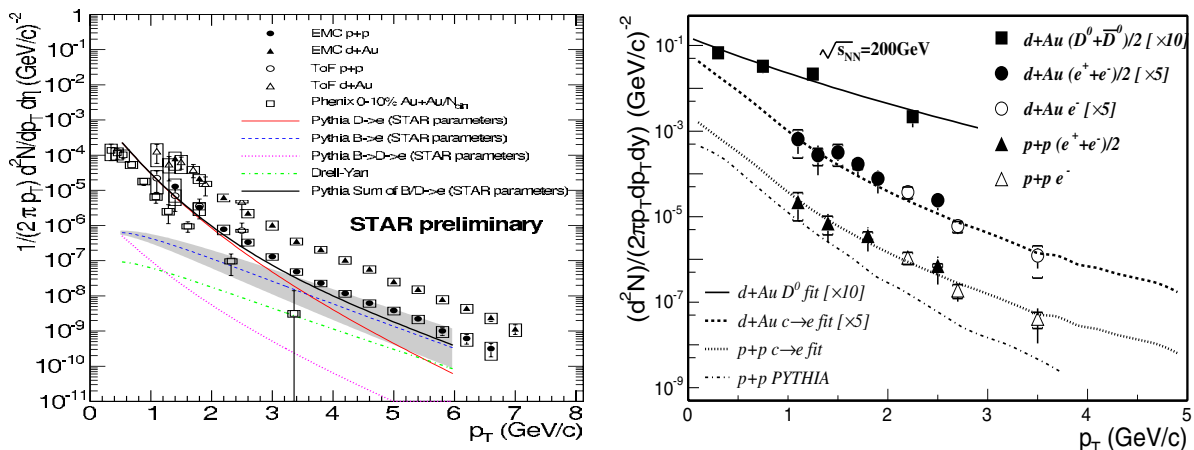 1/(2π p_T) d²N/dp_T dη (GeV/c)⁻²
10⁻¹
1
10⁻¹
10⁻²
10⁻³
10⁻⁴
10⁻⁵
10⁻⁶
10⁻⁷
10⁻⁸
10⁻⁹
10⁻¹⁰
10⁻¹¹
EMC p+p
EMC d+Au
ToF p+p
ToF d+Au
Phenix 0-10% Au+Au/N_bin
Pythia D->e (STAR parameters)
Pythia B->e (STAR parameters)
Pythia B->D->e (STAR parameters)
Drell-Yan
Pythia Sum of B/D->e (STAR parameters)
STAR preliminary
0 1 2 3 4 5 6 7 8
p_T (GeV/c)
(d²N)/(2πp_T dp_T dy) (GeV/c)⁻²
10⁻¹
10⁻³
10⁻⁵
10⁻⁷
10⁻⁹
√s_NN=200GeV
d+Au (D⁰+D̅⁰)/2 [×10]
d+Au (e⁺+e⁻)/2 [×5]
d+Au e⁻ [×5]
p+p (e⁺+e⁻)/2
p+p e⁻
d+Au D⁰ fit [×10]
d+Au c→e fit [×5]
p+p c→e fit
p+p PYTHIA
0 1 2 3 4 5
p_T (GeV/c)